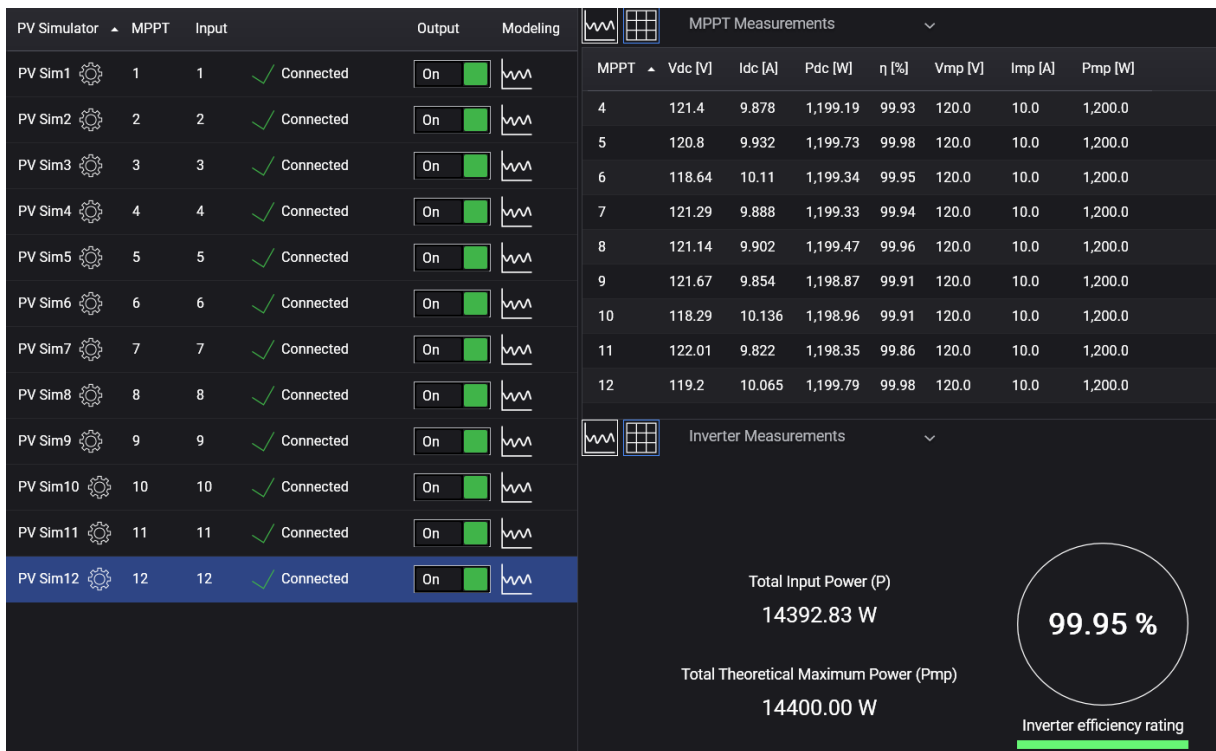 PV Simulator MPPT Input Output Modeling
PV Sim1 1 1 Connected On
PV Sim2 2 2 Connected On
PV Sim3 3 3 Connected On
PV Sim4 4 4 Connected On
PV Sim5 5 5 Connected On
PV Sim6 6 6 Connected On
PV Sim7 7 7 Connected On
PV Sim8 8 8 Connected On
PV Sim9 9 9 Connected On
PV Sim10 10 10 Connected On
PV Sim11 11 11 Connected On
PV Sim12 12 12 Connected On
MPPT Measurements
MPPT Vdc [V] Idc [A] Pdc [W] η [%] Vmp [V] Imp [A] Pmp [W]
4 121.4 9.878 1,199.19 99.93 120.0 10.0 1,200.0
5 120.8 9.932 1,199.73 99.98 120.0 10.0 1,200.0
6 118.64 10.11 1,199.34 99.95 120.0 10.0 1,200.0
7 121.29 9.888 1,199.33 99.94 120.0 10.0 1,200.0
8 121.14 9.902 1,199.47 99.96 120.0 10.0 1,200.0
9 121.67 9.854 1,198.87 99.91 120.0 10.0 1,200.0
10 118.29 10.136 1,198.96 99.91 120.0 10.0 1,200.0
11 122.01 9.822 1,198.35 99.86 120.0 10.0 1,200.0
12 119.2 10.065 1,199.79 99.98 120.0 10.0 1,200.0
Inverter Measurements
Total Input Power (P)
14392.83 W
Total Theoretical Maximum Power (Pmp)
14400.00 W
99.95 %
Inverter efficiency rating